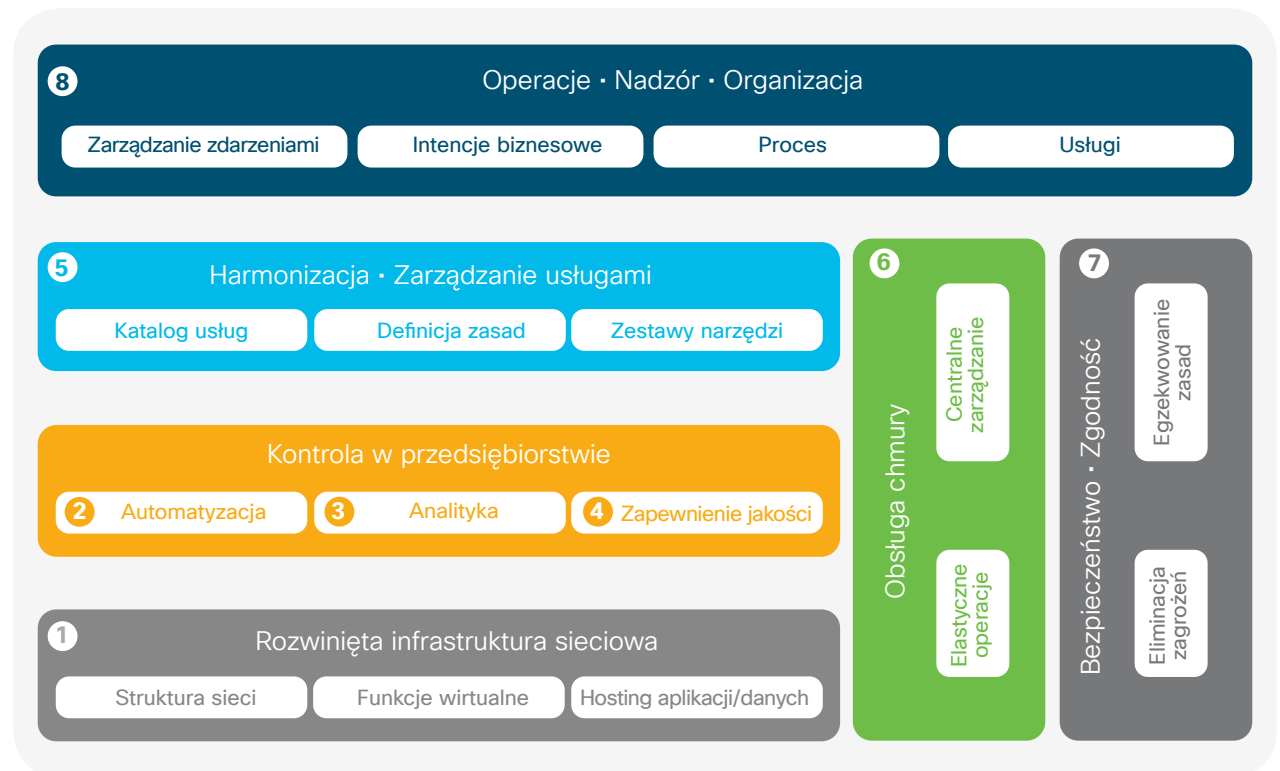 8
Operacje · Nadzór · Organizacja
Zarządzanie zdarzeniami
Intencje biznesowe
Proces
Usługi
5
Harmonizacja · Zarządzanie usługami
Katalog usług
Definicja zasad
Zestawy narzędzi
Kontrola w przedsiębiorstwie
2 Automatyzacja
3 Analityka
4 Zapewnienie jakości
1
Rozwinięta infrastruktura sieciowa
Struktura sieci
Funkcje wirtualne
Hosting aplikacji/danych
6
Obsługa chmury
Centralne
zarządzanie
Elastyczne
operacje
7
Bezpieczeństwo · Zgodność
Egzekwowanie
zasad
Eliminacja
zagrożeń